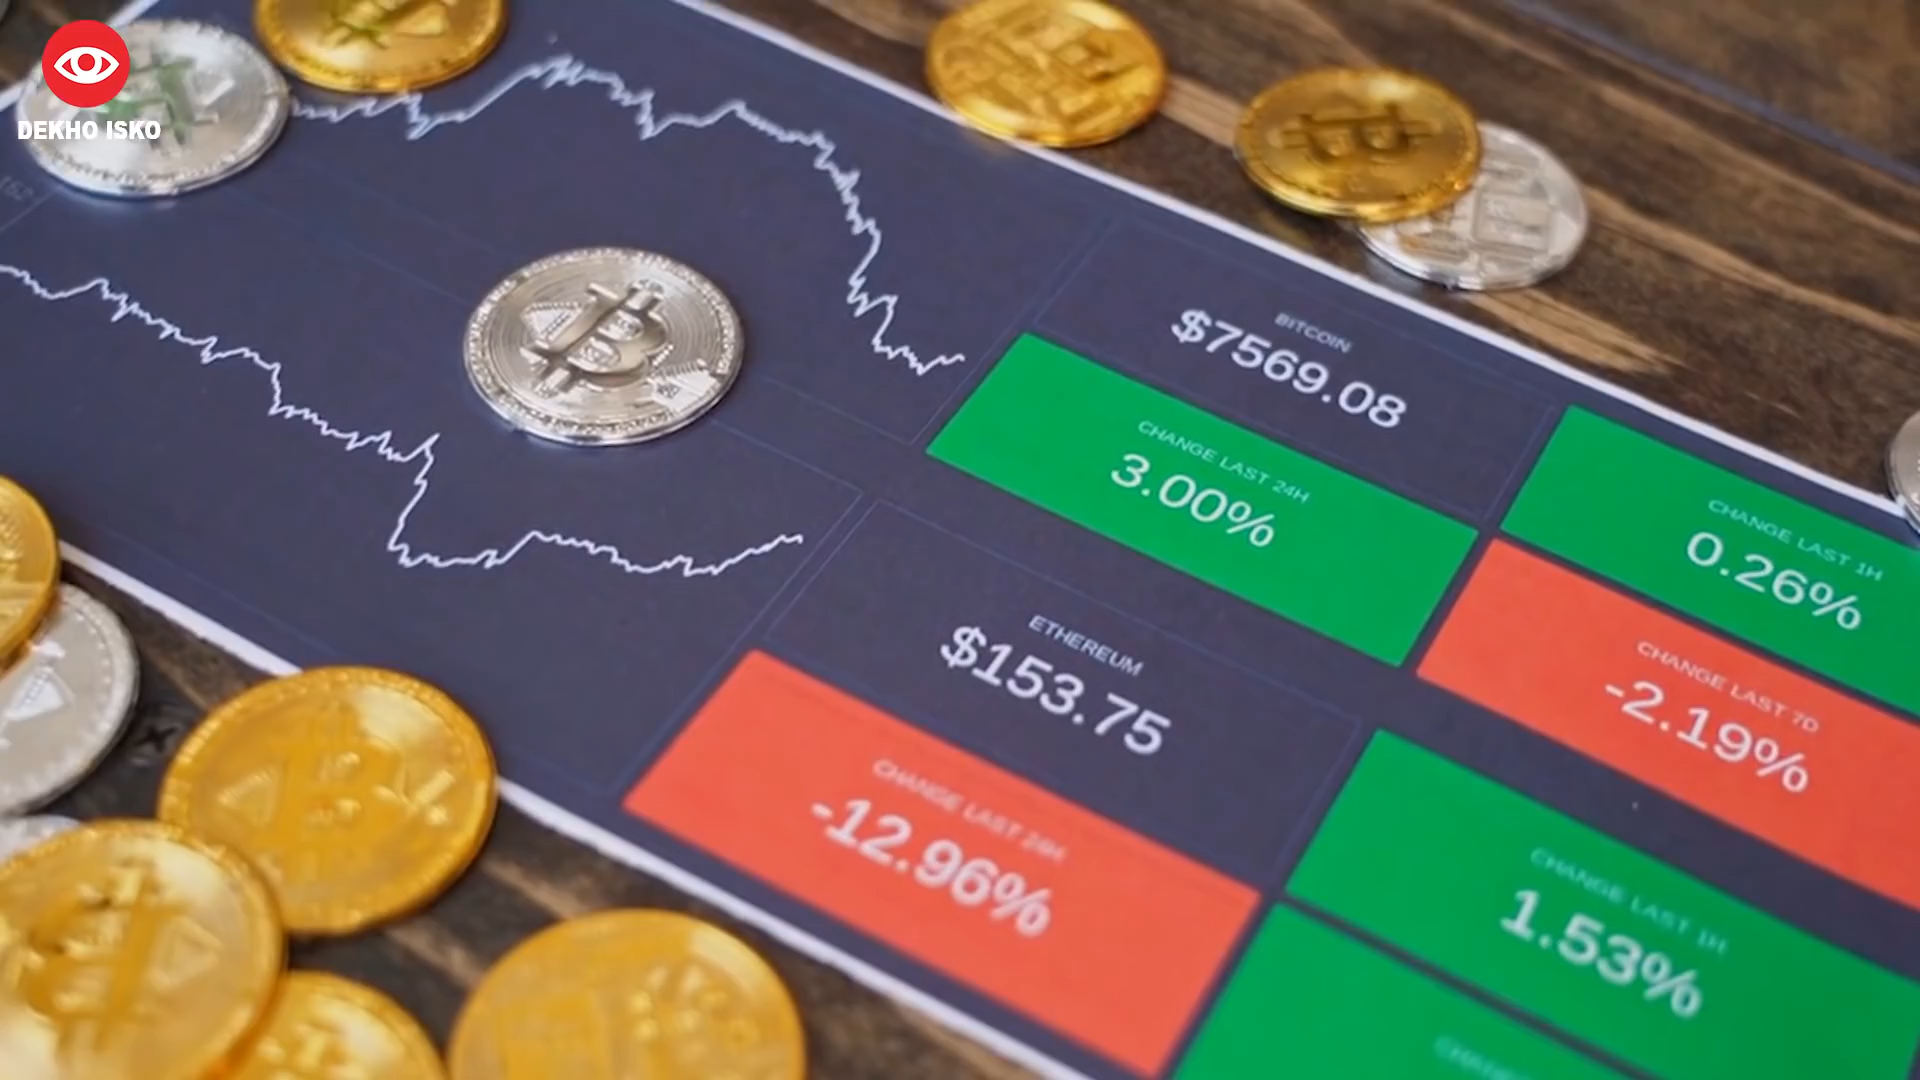 DEKHO ISKO
BITCOIN
$7569.08
CHANGE LAST 24H
3.00%
CHANGE LAST 1H
0.26%
CHANGE LAST 7D
-2.19%
ETHEREUM
$153.75
CHANGE LAST 24H
-12.96%
CHANGE LAST 1H
1.53%